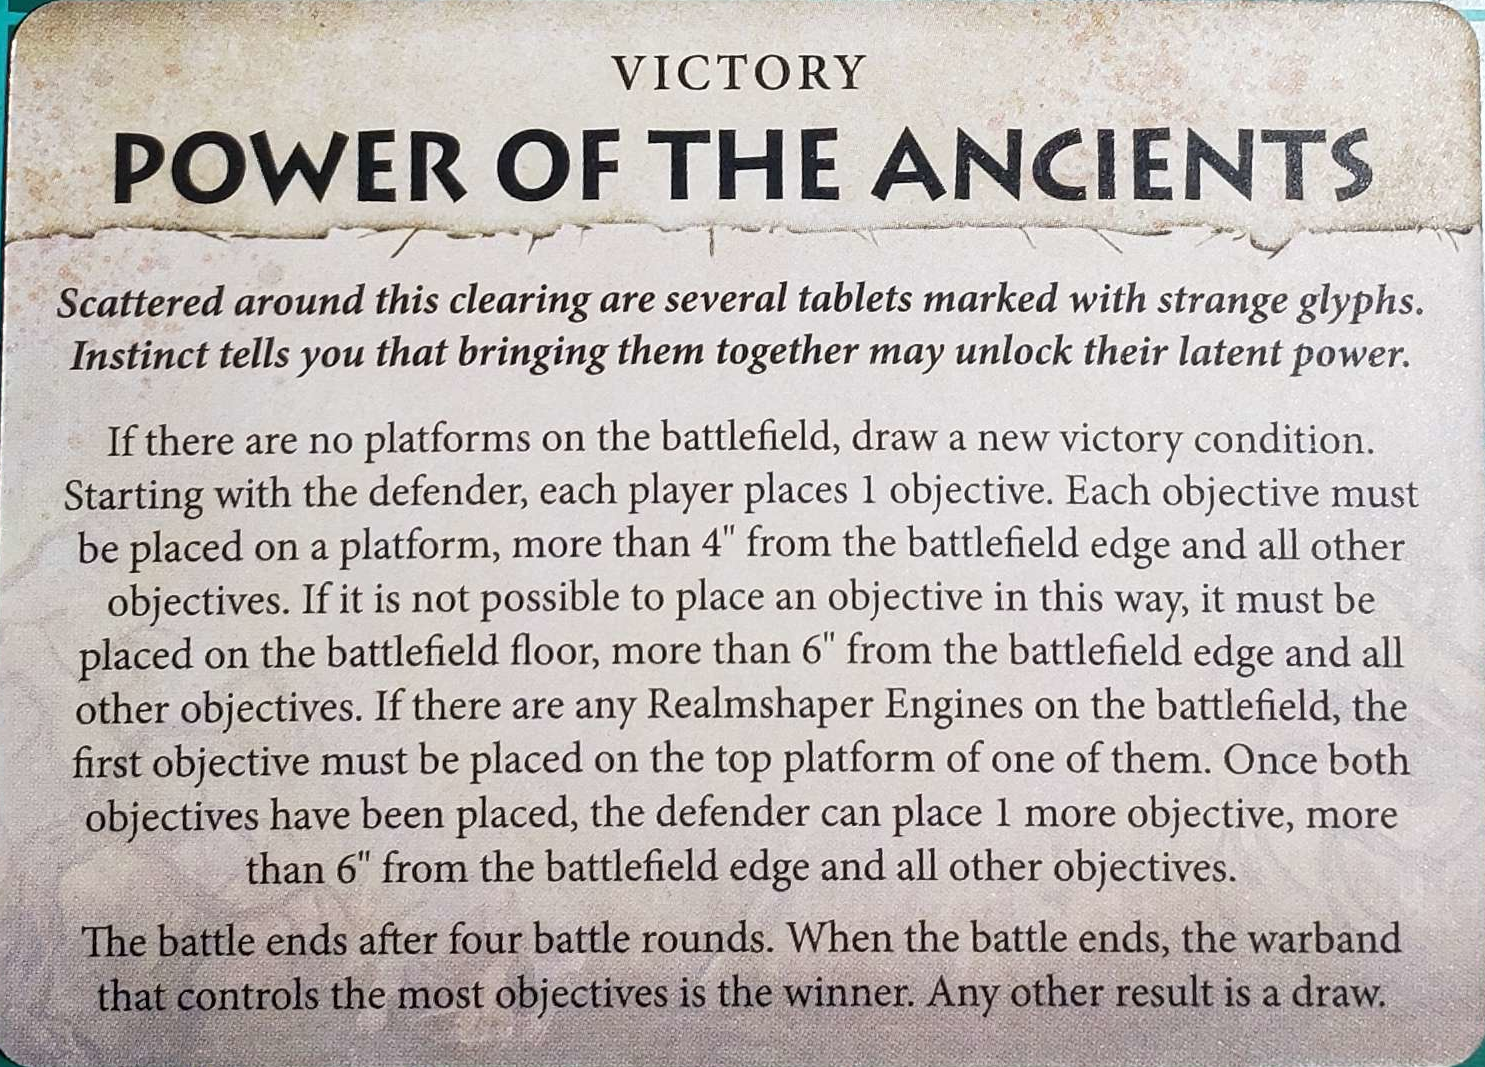 VICTORY
POWER OF THE ANCIENTS
Scattered around this clearing are several tablets marked with strange glyphs.
Instinct tells you that bringing them together may unlock their latent power.
If there are no platforms on the battlefield, draw a new victory condition.
Starting with the defender, each player places 1 objective. Each objective must
be placed on a platform, more than 4" from the battlefield edge and all other
objectives. If it is not possible to place an objective in this way, it must be
placed on the battlefield floor, more than 6" from the battlefield edge and all
other objectives. If there are any Realmshaper Engines on the battlefield, the
first objective must be placed on the top platform of one of them. Once both
objectives have been placed, the defender can place 1 more objective, more
than 6" from the battlefield edge and all other objectives.
The battle ends after four battle rounds. When the battle ends, the warband
that controls the most objectives is the winner. Any other result is a draw.